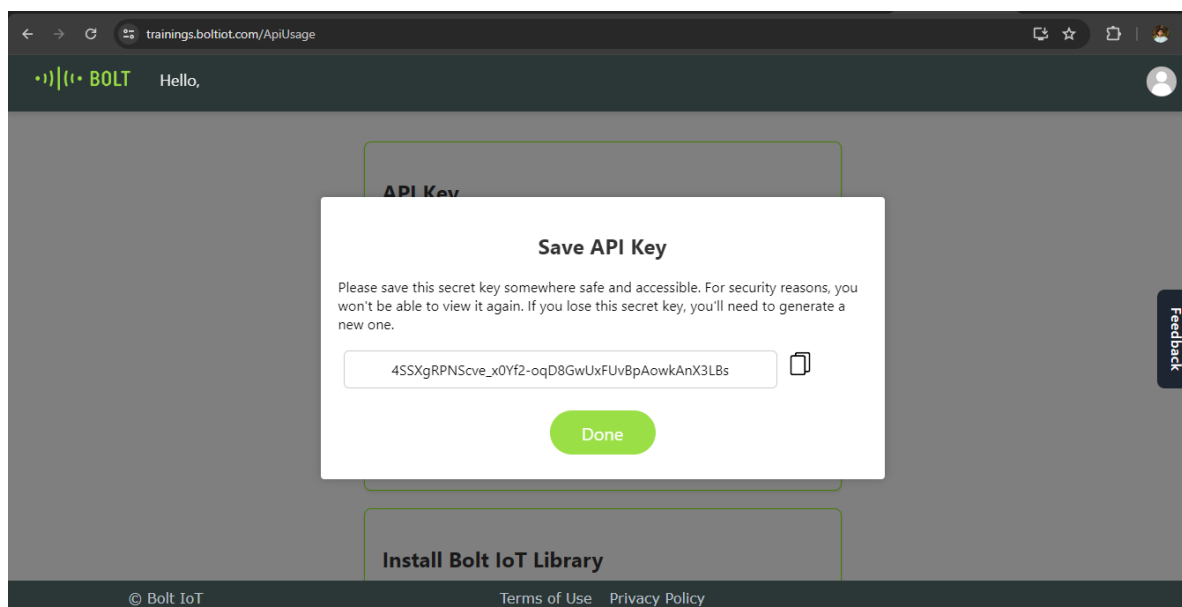 trainings.boltiot.com/ApiUsage
BOLT
Hello,
API Key
Save API Key
Please save this secret key somewhere safe and accessible. For security reasons, you
won't be able to view it again. If you lose this secret key, you'll need to generate a
new one.
4SSXgRPNScve_x0Yf2-oqD8GwUxFUvBpAowkAnX3LBs
Done
Feedback
Install Bolt IoT Library
© Bolt IoT
Terms of Use Privacy Policy